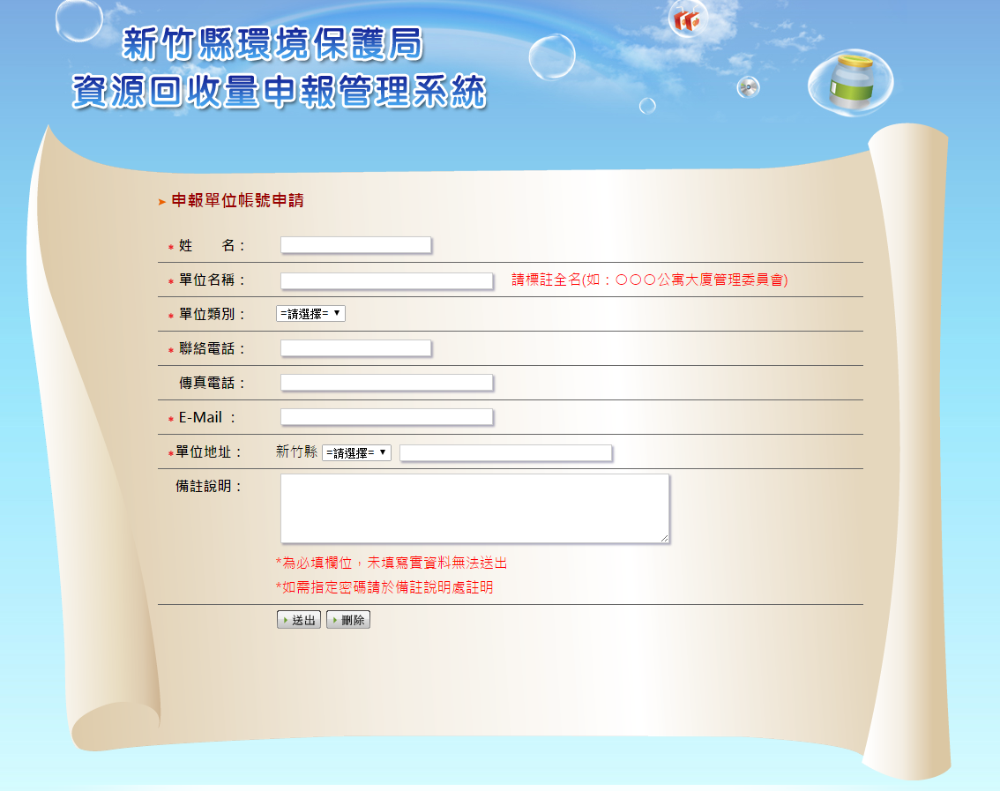 新竹縣環境保護局
資源回收量申報管理系統
申報單位帳號申請
* 姓　　名：
* 單位名稱： 請標註全名(如：○○○公寓大廈管理委員會)
* 單位類別： =請選擇=
* 聯絡電話：
傳真電話：
* E-Mail ：
*單位地址： 新竹縣 =請選擇=
備註說明：
*為必填欄位，未填寫實資料無法送出
*如需指定密碼請於備註說明處註明
送出 刪除